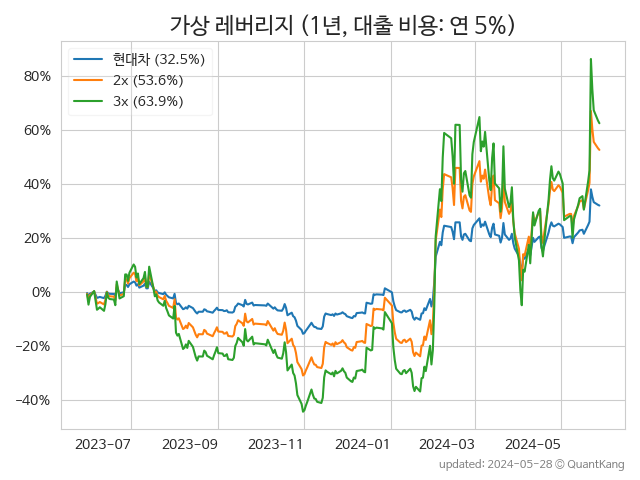 가상 레버리지 (1년, 대출 비용: 연 5%)
현대차 (32.5%)
2x (53.6%)
3x (63.9%)
80%
60%
40%
20%
0%
−20%
−40%
2023-07
2023-09
2023-11
2024-01
2024-03
2024-05
updated: 2024-05-28 © QuantKang